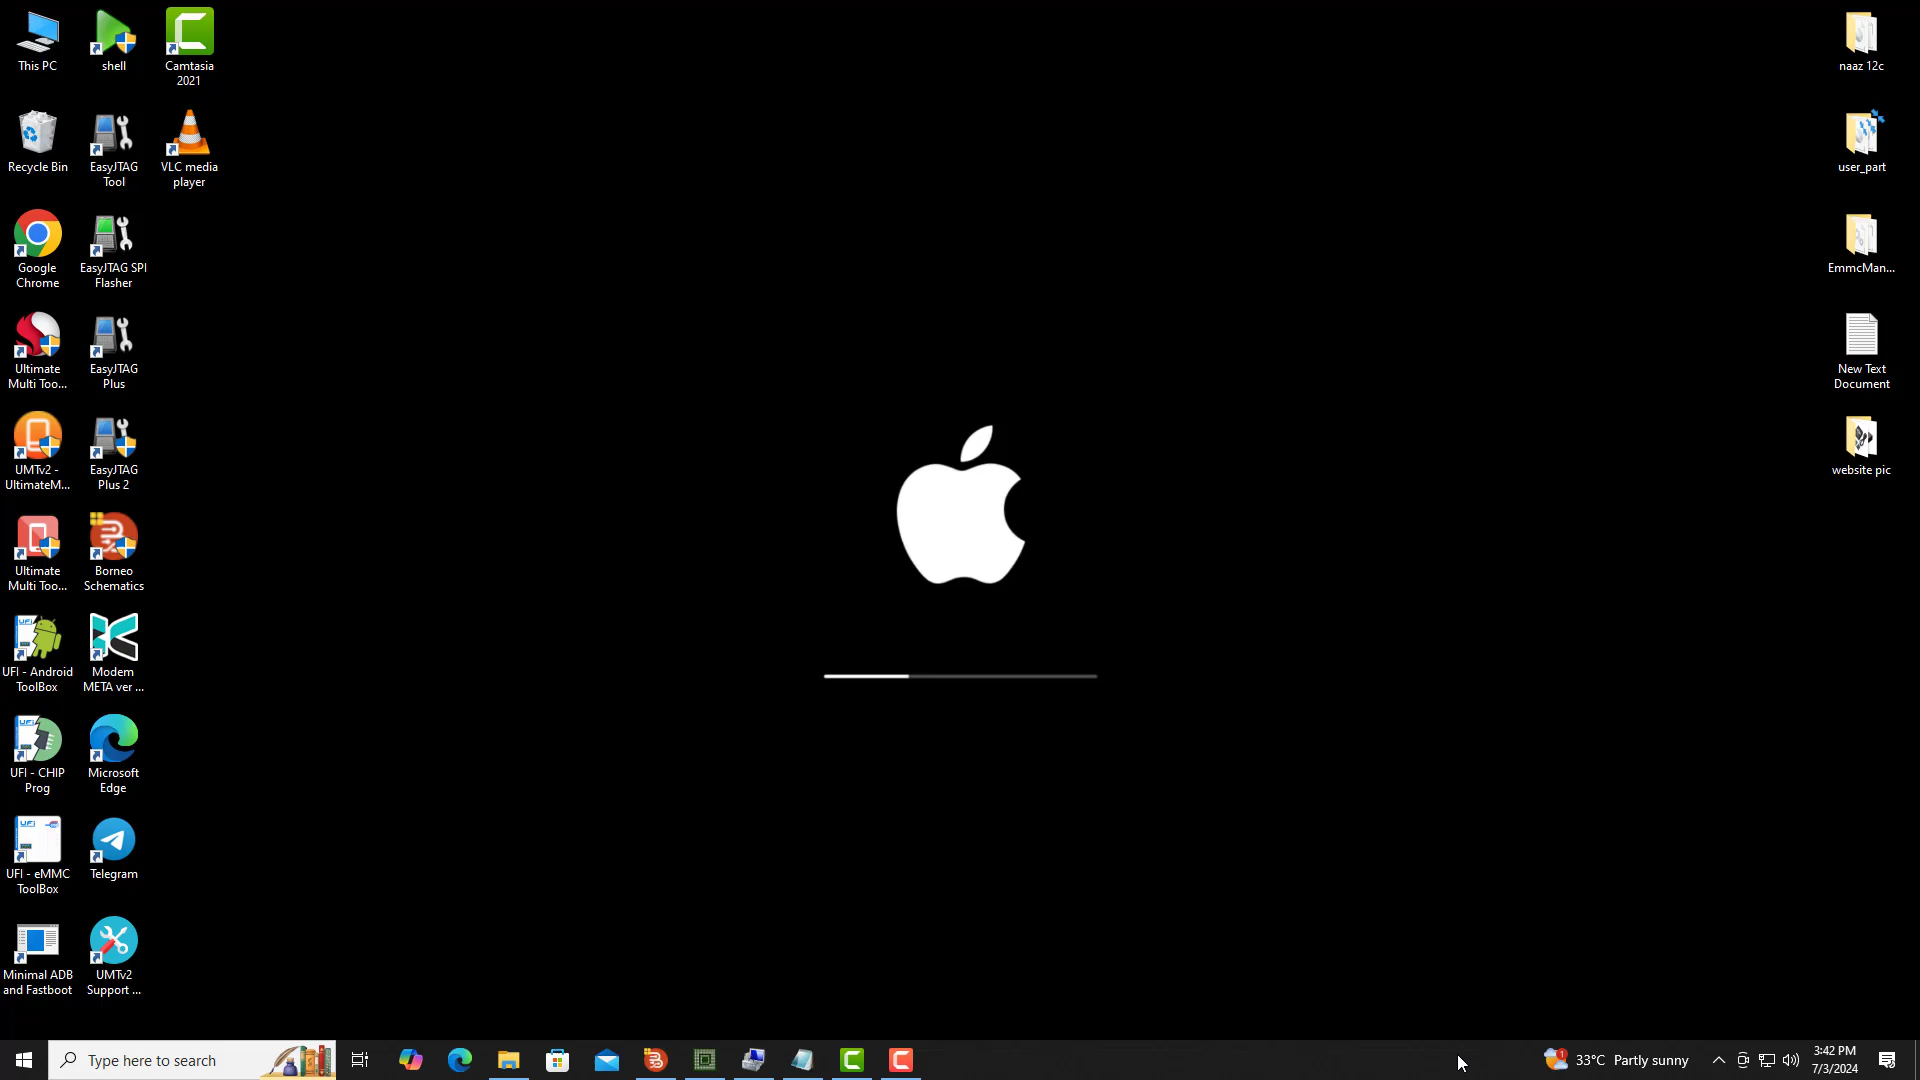 This PC
shell
Camtasia
2021
Recycle Bin
EasyJTAG
Tool
VLC media
player
Google
Chrome
EasyJTAG SPI
Flasher
Ultimate
Multi Too...
EasyJTAG
Plus
UMTv2 -
UltimateM...
EasyJTAG
Plus 2
Ultimate
Multi Too...
Borneo
Schematics
UFI - Android
ToolBox
Modem
META ver ...
UFI - CHIP
Prog
Microsoft
Edge
UFI - eMMC
ToolBox
Telegram
Minimal ADB
and Fastboot
UMTv2
Support ...
naaz 12c
user_part
EmmcMan...
New Text
Document
website pic
Type here to search
1
33°C Partly sunny
3:42 PM
7/3/2024